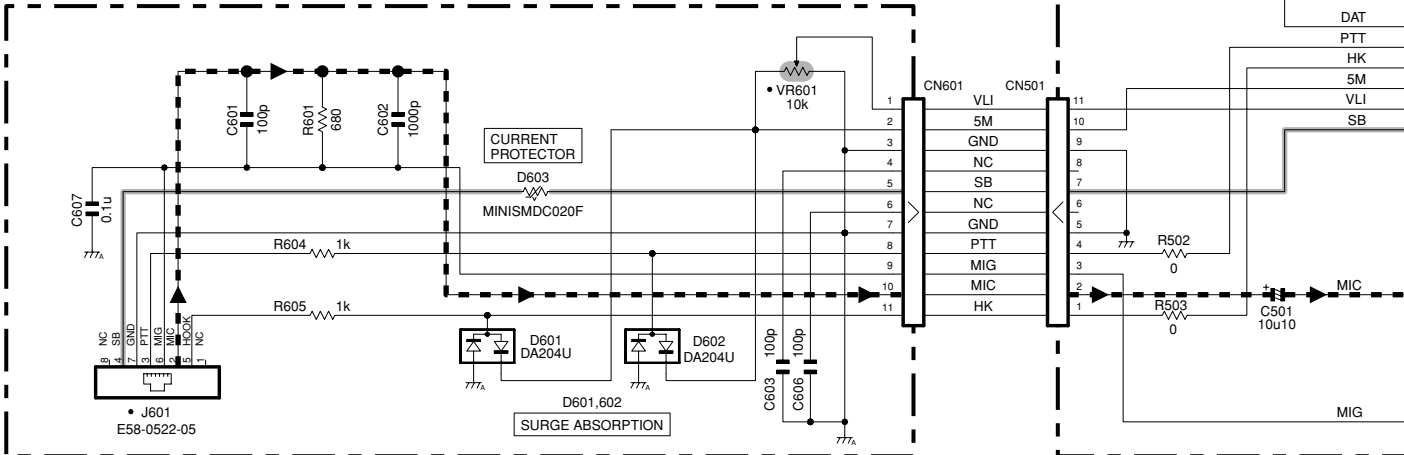 DAT
PTT
HK
5M
VLI
SB
CN601
CN501
VR601
10k
C601
100p
R601
680
C602
1000p
CURRENT
PROTECTOR
D603
MINISMDC020F
C607
0.1u
A
R604 1k
R605 1k
1 VLI 11
2 5M 10
3 GND 9
4 NC 8
5 SB 7
6 NC 6
7 GND 5
8 PTT 4
9 MIG 3
10 MIC 2
11 HK 1
R502
0
R503
0
+
C501
10u10
MIC
MIG
NC
SB
GND
PTT
MIG
MIC
HOOK
NC
8
4
7
3
6
2
5
1
J601
E58-0522-05
D601
DA204U
A
D602
DA204U
A
100p
C603
100p
C606
A
D601,602
SURGE ABSORPTION